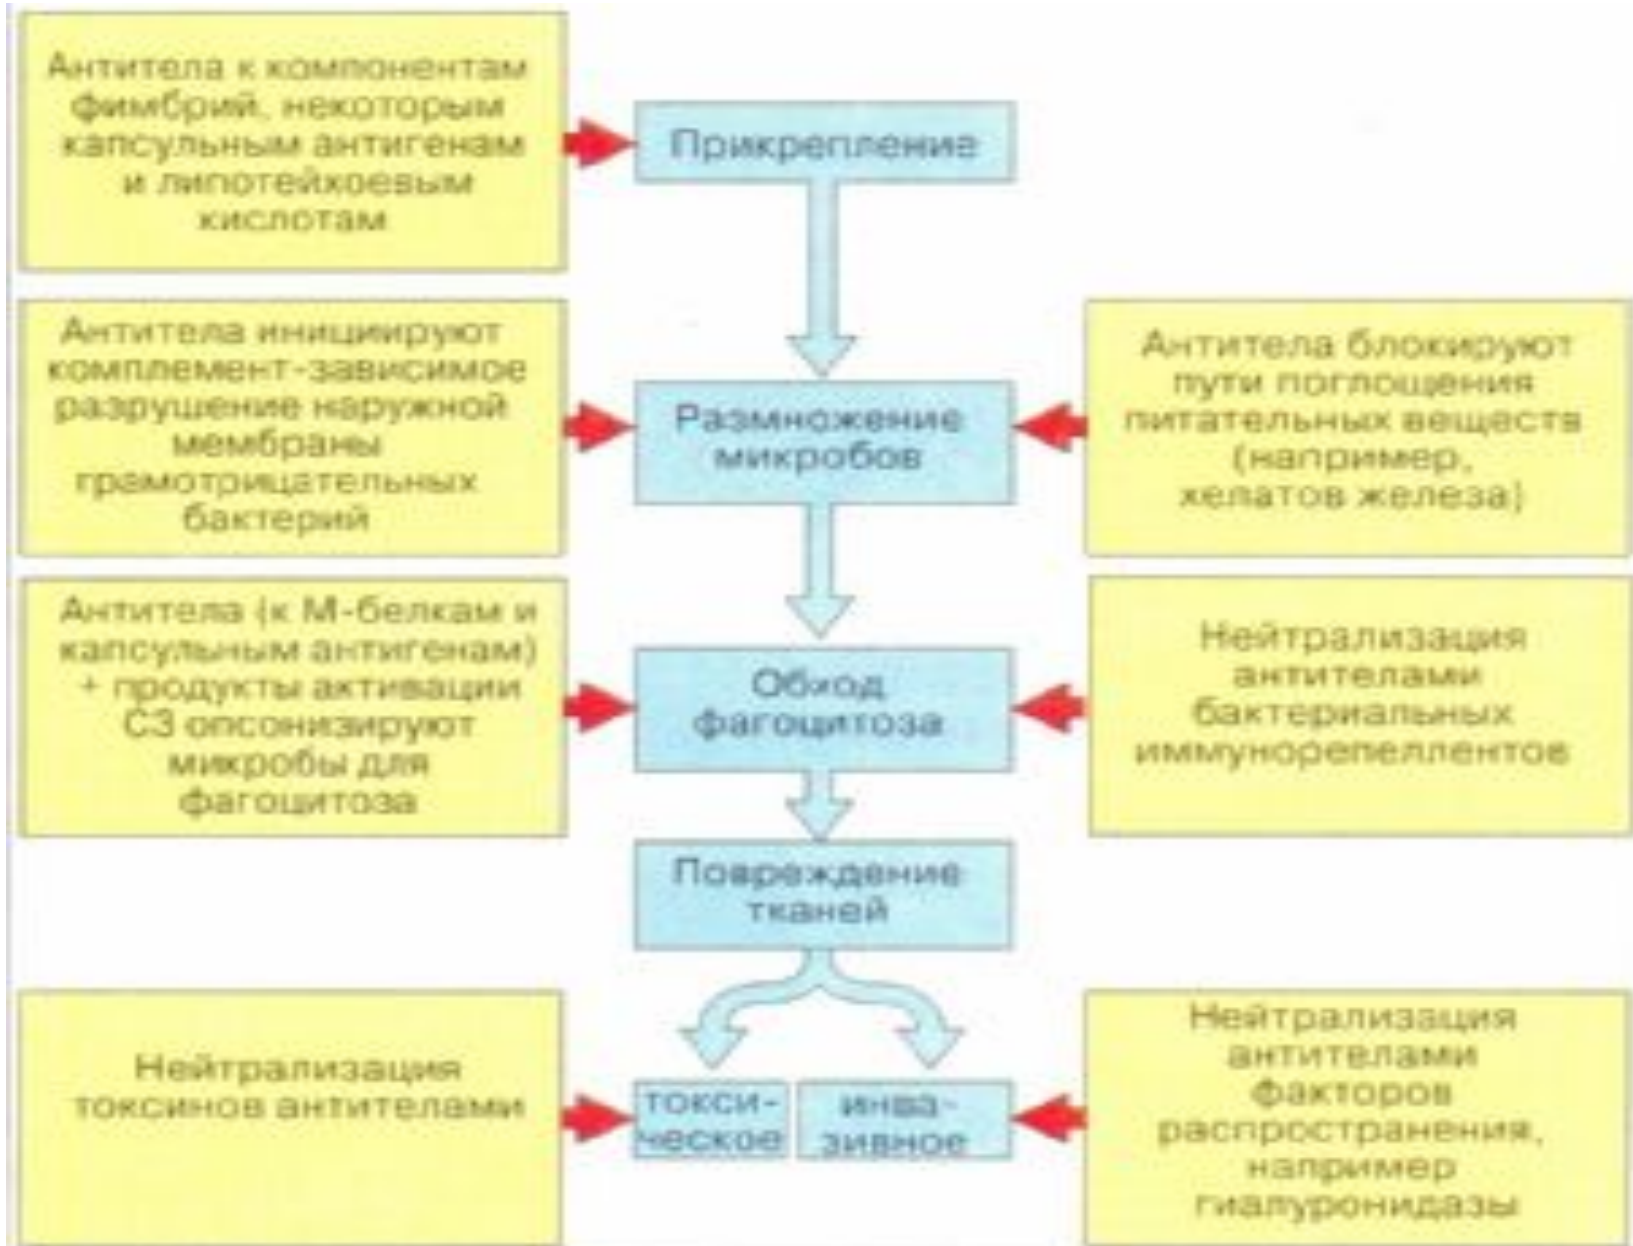 Антитела к компонентам
фимбрий, некоторым
капсульным антигенам
и липотейхоевым
кислотам
Прикрепление
Антитела инициируют
комплемент-зависимое
разрушение наружной
мембраны
грамотрицательных
бактерий
Размножение
микробов
Антитела блокируют
пути поглощения
питательных веществ
(например,
хелатов железа)
Антитела (к М-белкам и
капсульным антигенам)
+ продукты активации
С3 опсонизируют
микробы для
фагоцитоза
Обход
фагоцитоза
Нейтрализация
антителами
бактериальных
иммунорепеллентов
Повреждение
тканей
Нейтрализация
токсинов антителами
токси-
ческое
инва-
зивное
Нейтрализация
антителами
факторов
распространения,
например
гиалуронидазы